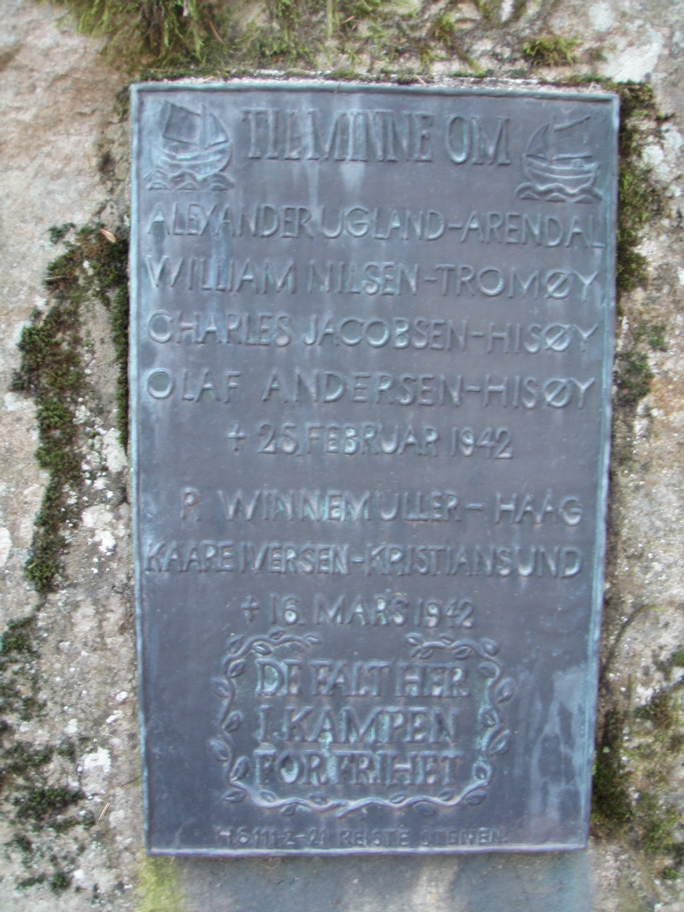 TIL MINNE OM
ALEXANDER UGLAND-ARENDAL
WILLIAM NILSEN-TROMØY
CHARLES JACOBSEN-HISØY
OLAF ANDERSEN-HISØY
+ 25. FEBRUAR 1942
P. WINNEMULLER-HAAG
KAARE IVERSEN-KRISTIANSUND
+ 16. MARS 1942
DE FALT HER
I KAMPEN
FOR FRIHET
REISTE STENEN